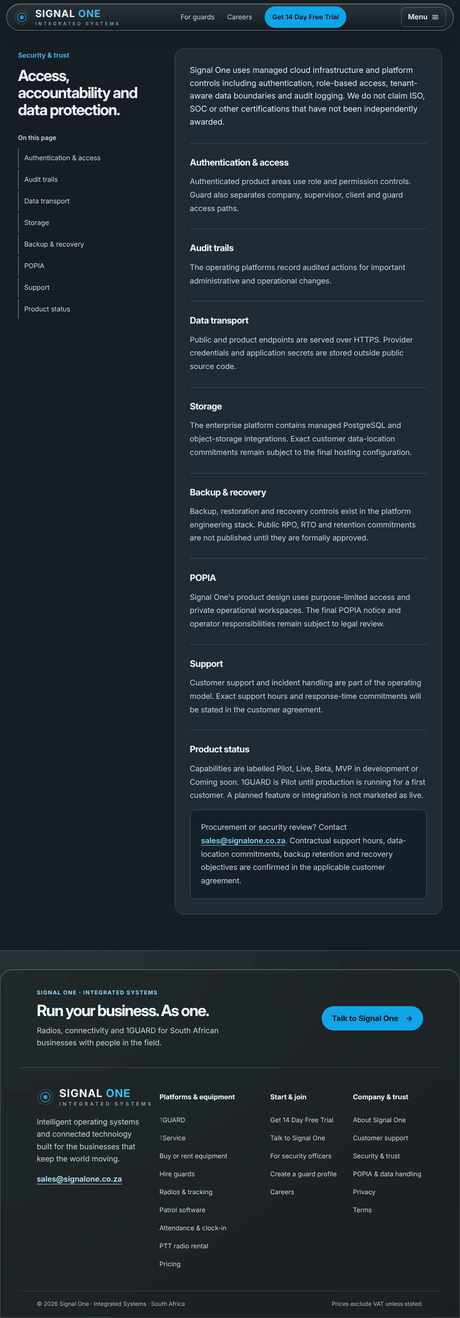 SIGNAL ONE
INTEGRATED SYSTEMS
For guards
Careers
Get 14 Day Free Trial
Menu
Security & trust
Access,
accountability and
data protection.
On this page
Authentication & access
Audit trails
Data transport
Storage
Backup & recovery
POPIA
Support
Product status
Signal One uses managed cloud infrastructure and platform
controls including authentication, role-based access, tenant-
aware data boundaries and audit logging. We do not claim ISO,
SOC or other certifications that have not been independently
awarded.
Authentication & access
Authenticated product areas use role and permission controls.
Guard also separates company, supervisor, client and guard
access paths.
Audit trails
The operating platforms record audited actions for important
administrative and operational changes.
Data transport
Public and product endpoints are served over HTTPS. Provider
credentials and application secrets are stored outside public
source code.
Storage
The enterprise platform contains managed PostgreSQL and
object-storage integrations. Exact customer data-location
commitments remain subject to the final hosting configuration.
Backup & recovery
Backup, restoration and recovery controls exist in the platform
engineering stack. Public RPO, RTO and retention commitments
are not published until they are formally approved.
POPIA
Signal One's product design uses purpose-limited access and
private operational workspaces. The final POPIA notice and
operator responsibilities remain subject to legal review.
Support
Customer support and incident handling are part of the operating
model. Exact support hours and response-time commitments will
be stated in the customer agreement.
Product status
Capabilities are labelled Pilot, Live, Beta, MVP in development or
Coming soon. 1GUARD is Pilot until production is running for a first
customer. A planned feature or integration is not marketed as live.
Procurement or security review? Contact
sales@signalone.co.za. Contractual support hours, data-
location commitments, backup retention and recovery
objectives are confirmed in the applicable customer
agreement.
SIGNAL ONE · INTEGRATED SYSTEMS
Run your business. As one.
Radios, connectivity and 1GUARD for South African
businesses with people in the field.
Talk to Signal One →
SIGNAL ONE
INTEGRATED SYSTEMS
Intelligent operating systems
and connected technology
built for the businesses that
keep the world moving.
sales@signalone.co.za
Platforms & equipment
1GUARD
1Service
Buy or rent equipment
Hire guards
Radios & tracking
Patrol software
Attendance & clock-in
PTT radio rental
Pricing
Start & join
Get 14 Day Free Trial
Talk to Signal One
For security officers
Create a guard profile
Careers
Company & trust
About Signal One
Customer support
Security & trust
POPIA & data handling
Privacy
Terms
© 2026 Signal One · Integrated Systems · South Africa
Prices exclude VAT unless stated.